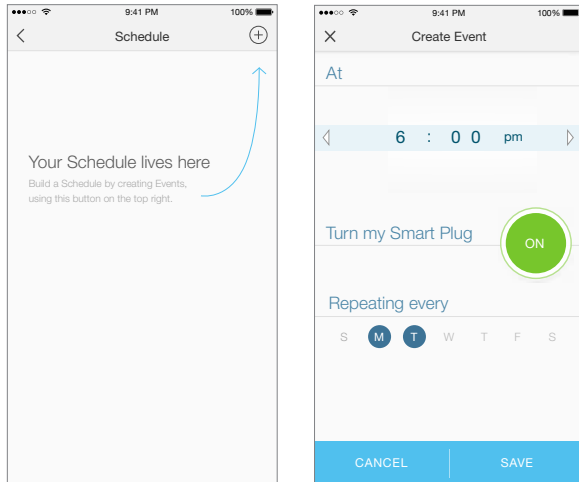 9:41 PM 100%
Schedule
Your Schedule lives here
Build a Schedule by creating Events,
using this button on the top right.
9:41 PM 100%
Create Event
At
6 : 0 0 pm
Turn my Smart Plug
ON
Repeating every
S M T W T F S
CANCEL SAVE